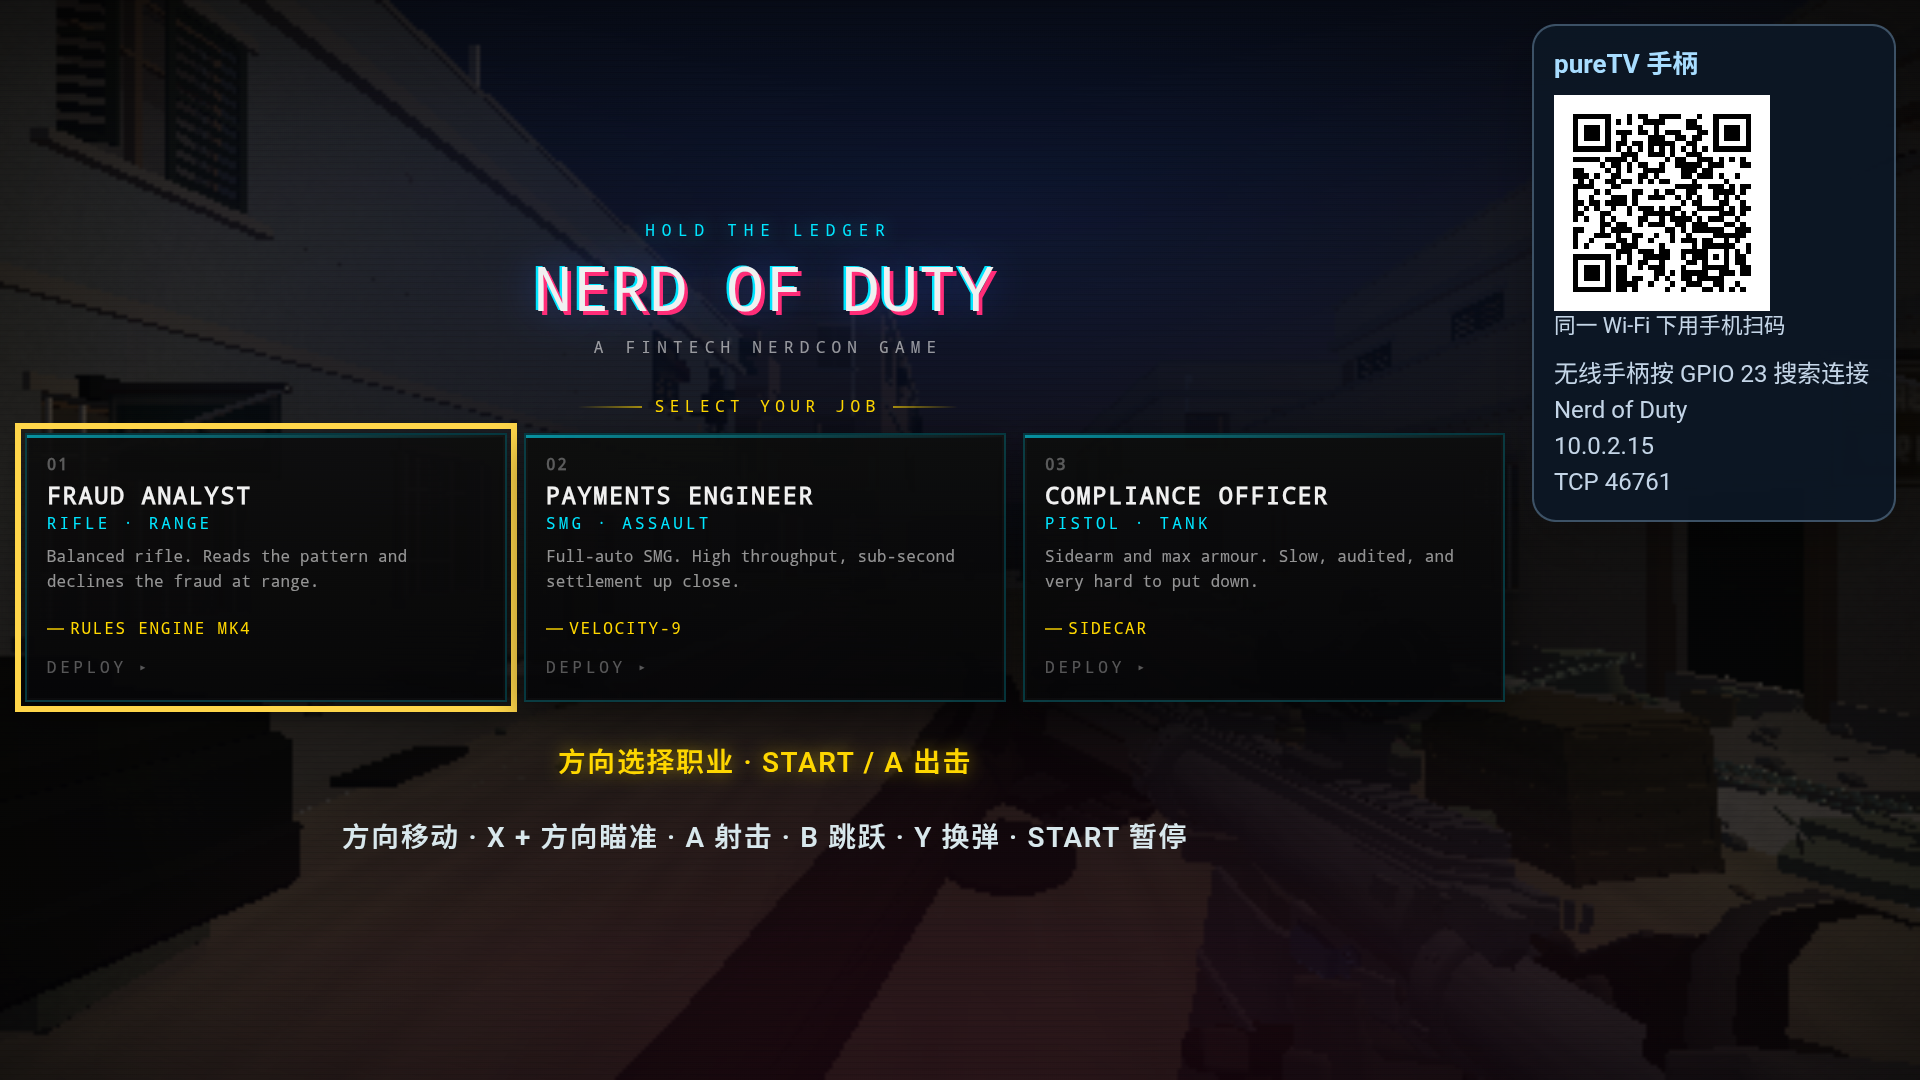 HOLD THE LEDGER
NERD OF DUTY
A FINTECH NERDCON GAME
SELECT YOUR JOB
01
FRAUD ANALYST
RIFLE · RANGE
Balanced rifle. Reads the pattern and
declines the fraud at range.
— RULES ENGINE MK4
DEPLOY ▸
02
PAYMENTS ENGINEER
SMG · ASSAULT
Full-auto SMG. High throughput, sub-second
settlement up close.
— VELOCITY-9
DEPLOY ▸
03
COMPLIANCE OFFICER
PISTOL · TANK
Sidearm and max armour. Slow, audited, and
very hard to put down.
— SIDECAR
DEPLOY ▸
方向选择职业 · START / A 出击
方向移动 · X + 方向瞄准 · A 射击 · B 跳跃 · Y 换弹 · START 暂停
pureTV 手柄
同一 Wi-Fi 下用手机扫码
无线手柄按 GPIO 23 搜索连接
Nerd of Duty
10.0.2.15
TCP 46761